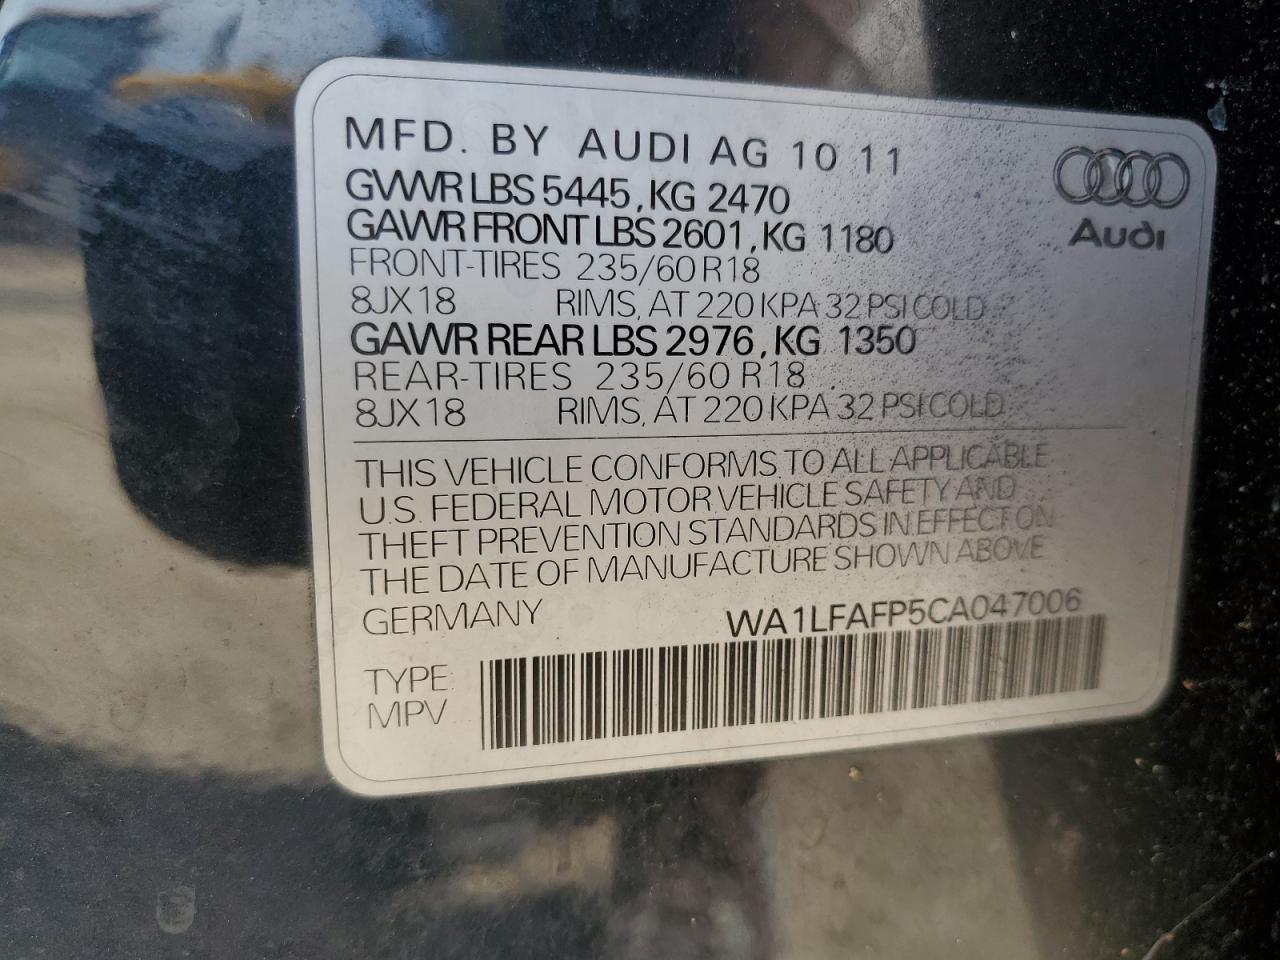 MFD. BY AUDI AG 10 11
GVWR LBS 5445, KG 2470
GAWR FRONT LBS 2601, KG 1180
FRONT-TIRES 235/60 R18
8JX18 RIMS, AT 220 KPA 32 PSI COLD
GAWR REAR LBS 2976, KG 1350
REAR-TIRES 235/60 R18
8JX18 RIMS, AT 220 KPA 32 PSI COLD
Audi
THIS VEHICLE CONFORMS TO ALL APPLICABLE
U.S. FEDERAL MOTOR VEHICLE SAFETY AND
THEFT PREVENTION STANDARDS IN EFFECT ON
THE DATE OF MANUFACTURE SHOWN ABOVE
GERMANY WA1LFAFP5CA047006
TYPE:
MPV